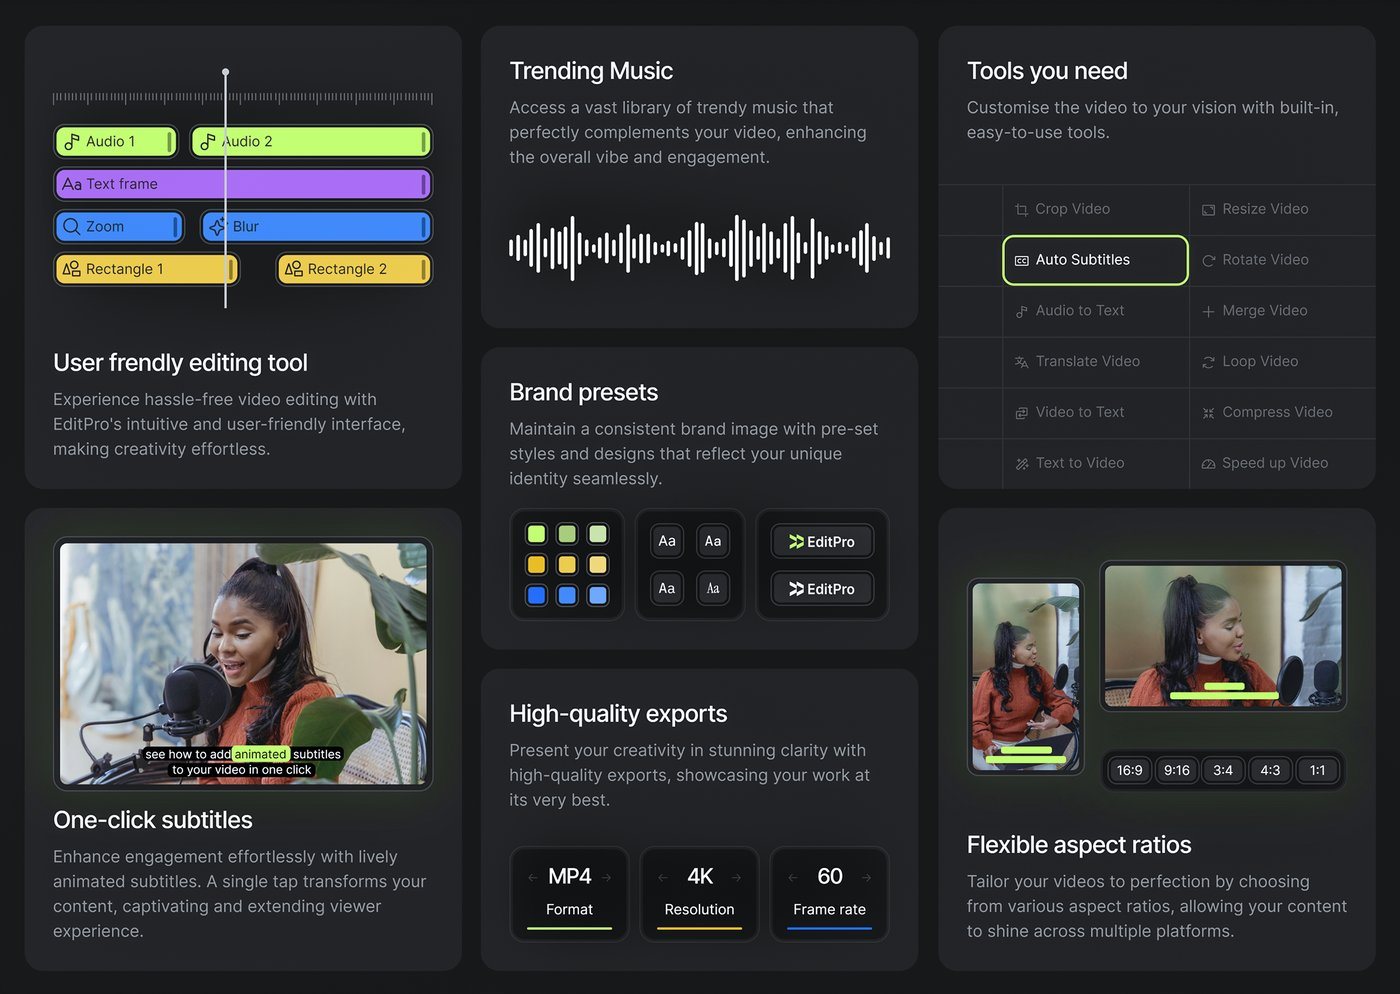 Audio 1
Audio 2
Aa Text frame
Zoom
Blur
Rectangle 1
Rectangle 2
User frendly editing tool
Experience hassle-free video editing with
EditPro's intuitive and user-friendly interface,
making creativity effortless.
see how to add animated subtitles
to your video in one click
One-click subtitles
Enhance engagement effortlessly with lively
animated subtitles. A single tap transforms your
content, captivating and extending viewer
experience.
Trending Music
Access a vast library of trendy music that
perfectly complements your video, enhancing
the overall vibe and engagement.
Brand presets
Maintain a consistent brand image with pre-set
styles and designs that reflect your unique
identity seamlessly.
Aa Aa
Aa Aa
EditPro
EditPro
High-quality exports
Present your creativity in stunning clarity with
high-quality exports, showcasing your work at
its very best.
← MP4 →
Format
← 4K →
Resolution
← 60 →
Frame rate
Tools you need
Customise the video to your vision with built-in,
easy-to-use tools.
Crop Video
Resize Video
CC Auto Subtitles
Rotate Video
Audio to Text
Merge Video
Translate Video
Loop Video
Video to Text
Compress Video
Text to Video
Speed up Video
16:9 9:16 3:4 4:3 1:1
Flexible aspect ratios
Tailor your videos to perfection by choosing
from various aspect ratios, allowing your content
to shine across multiple platforms.